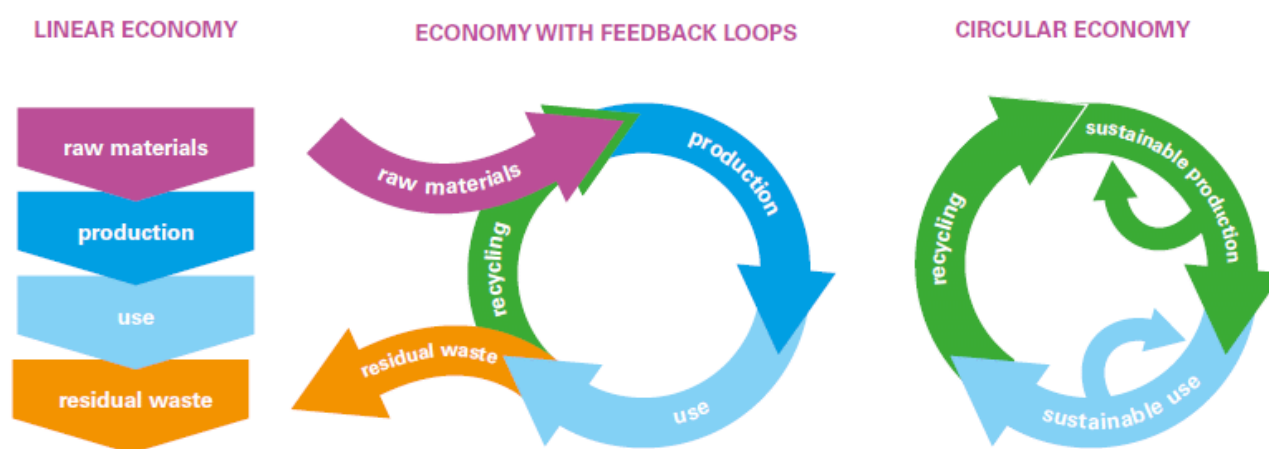 LINEAR ECONOMY
raw materials
production
use
residual waste
ECONOMY WITH FEEDBACK LOOPS
raw materials
production
recycling
residual waste
use
CIRCULAR ECONOMY
sustainable production
recycling
sustainable use